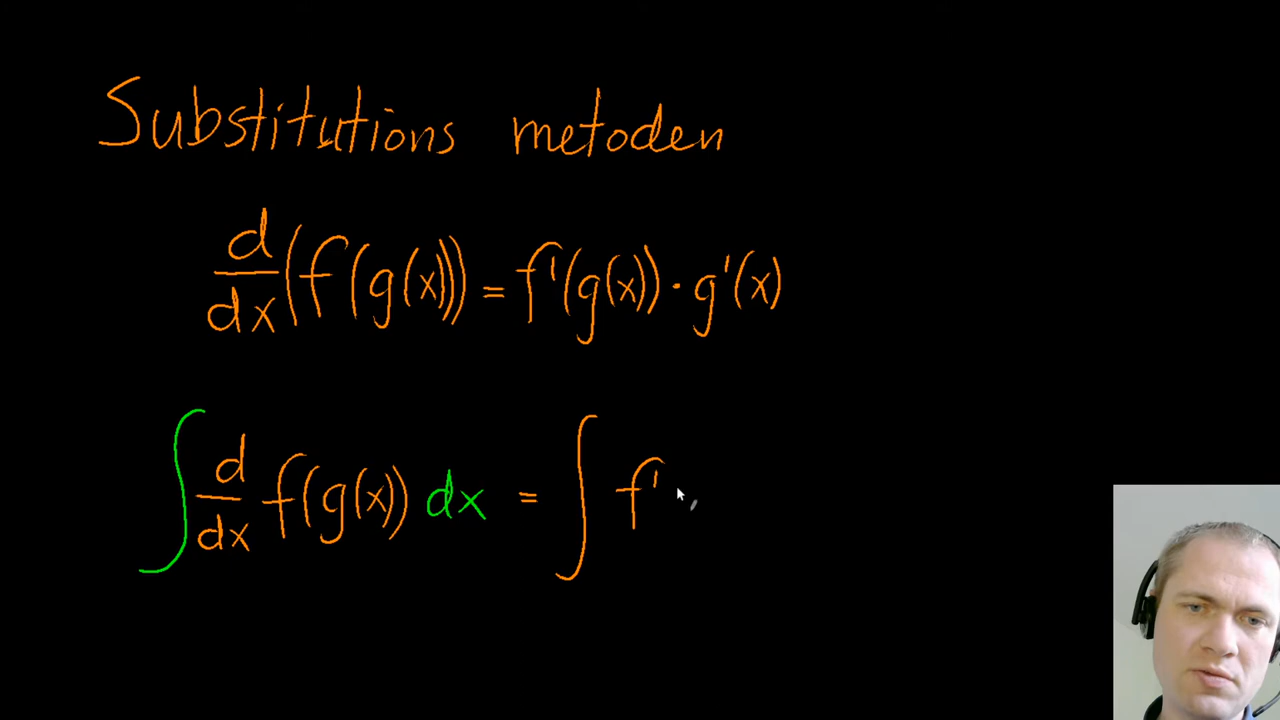 Substitutions metoden
d/dx (f(g(x))) = f'(g(x)) · g'(x)
∫ d/dx f(g(x)) dx = ∫ f'